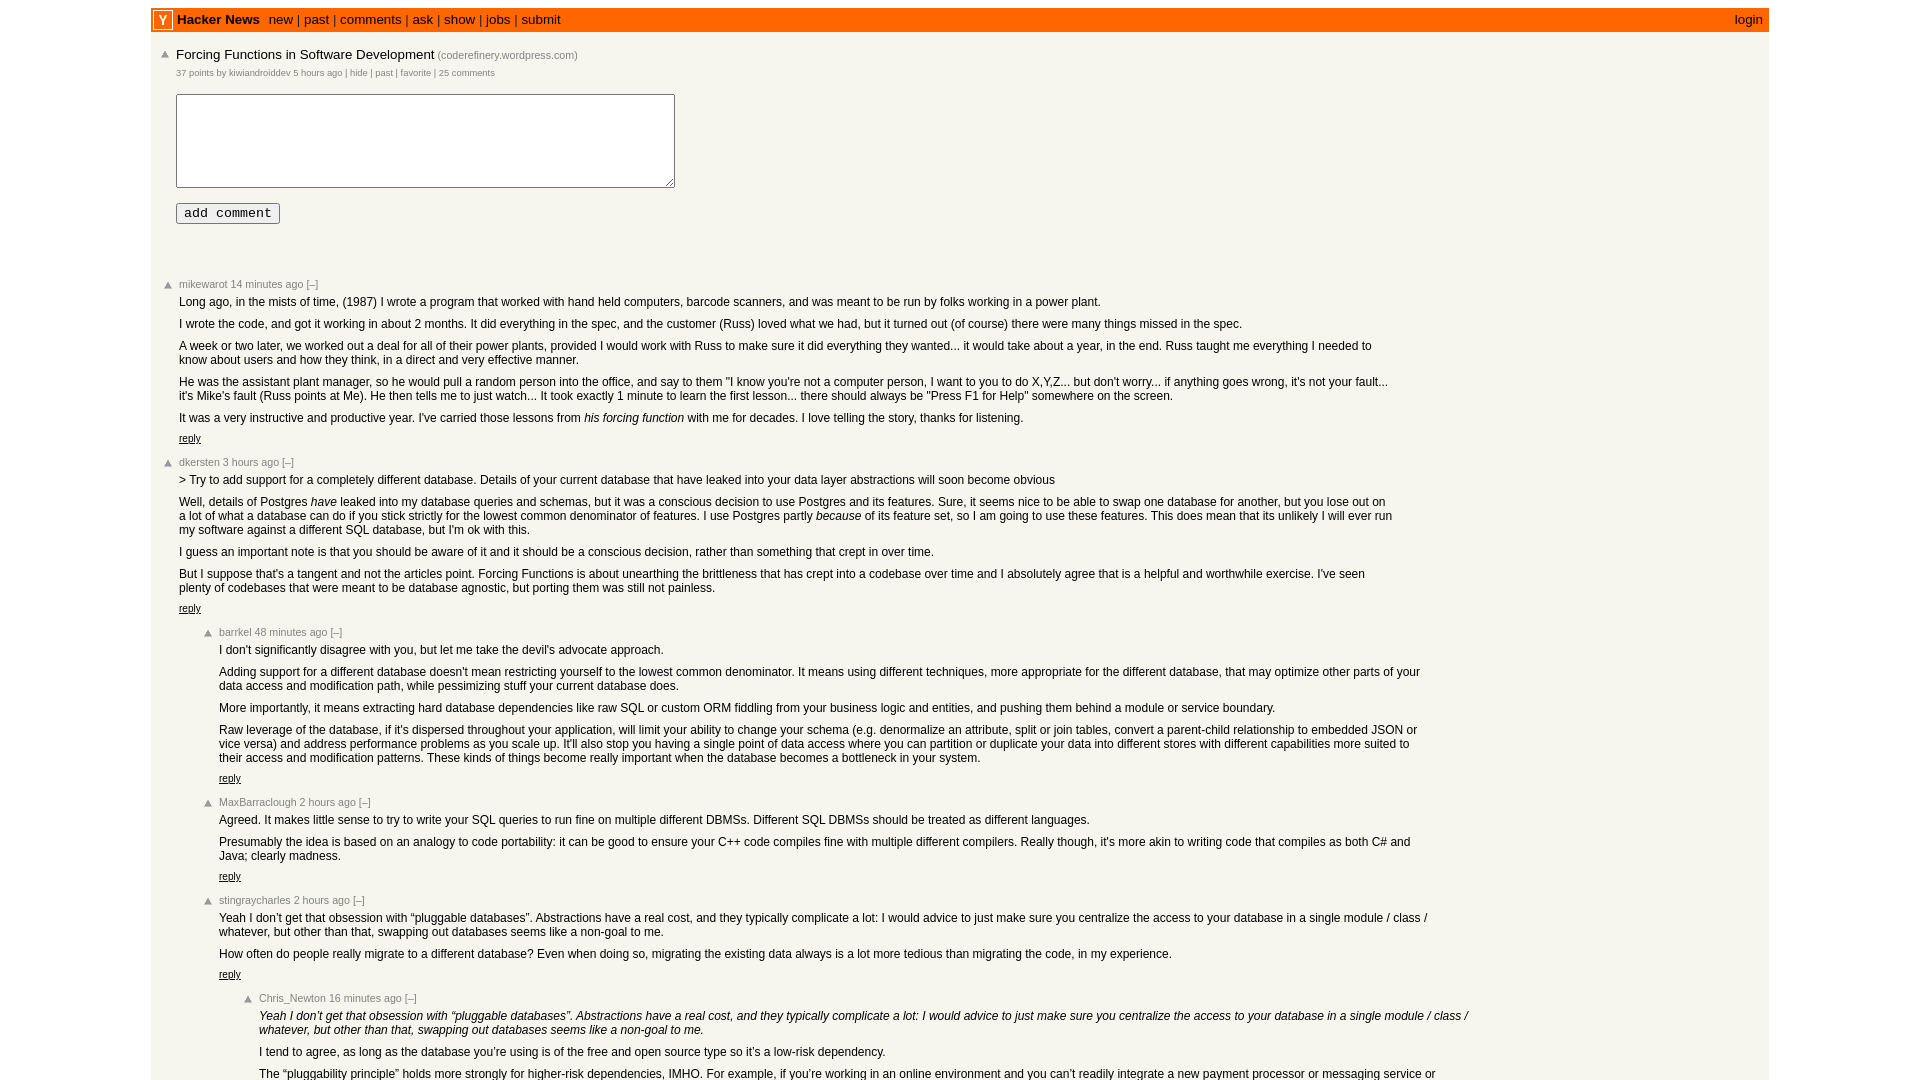 Y Hacker News new | past | comments | ask | show | jobs | submit login
Forcing Functions in Software Development (coderefinery.wordpress.com)
37 points by kiwiandroiddev 5 hours ago | hide | past | favorite | 25 comments
add comment
mikewarot 14 minutes ago [–]
Long ago, in the mists of time, (1987) I wrote a program that worked with hand held computers, barcode scanners, and was meant to be run by folks working in a power plant.
I wrote the code, and got it working in about 2 months. It did everything in the spec, and the customer (Russ) loved what we had, but it turned out (of course) there were many things missed in the spec.
A week or two later, we worked out a deal for all of their power plants, provided I would work with Russ to make sure it did everything they wanted... it would take about a year, in the end. Russ taught me everything I needed to
know about users and how they think, in a direct and very effective manner.
He was the assistant plant manager, so he would pull a random person into the office, and say to them "I know you're not a computer person, I want to you to do X,Y,Z... but don't worry... if anything goes wrong, it's not your fault...
it's Mike's fault (Russ points at Me). He then tells me to just watch... It took exactly 1 minute to learn the first lesson... there should always be "Press F1 for Help" somewhere on the screen.
It was a very instructive and productive year. I've carried those lessons from his forcing function with me for decades. I love telling the story, thanks for listening.
reply
dkersten 3 hours ago [–]
> Try to add support for a completely different database. Details of your current database that have leaked into your data layer abstractions will soon become obvious
Well, details of Postgres have leaked into my database queries and schemas, but it was a conscious decision to use Postgres and its features. Sure, it seems nice to be able to swap one database for another, but you lose out on
a lot of what a database can do if you stick strictly for the lowest common denominator of features. I use Postgres partly because of its feature set, so I am going to use these features. This does mean that its unlikely I will ever run
my software against a different SQL database, but I'm ok with this.
I guess an important note is that you should be aware of it and it should be a conscious decision, rather than something that crept in over time.
But I suppose that's a tangent and not the articles point. Forcing Functions is about unearthing the brittleness that has crept into a codebase over time and I absolutely agree that is a helpful and worthwhile exercise. I've seen
plenty of codebases that were meant to be database agnostic, but porting them was still not painless.
reply
barrkel 48 minutes ago [–]
I don't significantly disagree with you, but let me take the devil's advocate approach.
Adding support for a different database doesn't mean restricting yourself to the lowest common denominator. It means using different techniques, more appropriate for the different database, that may optimize other parts of your
data access and modification path, while pessimizing stuff your current database does.
More importantly, it means extracting hard database dependencies like raw SQL or custom ORM fiddling from your business logic and entities, and pushing them behind a module or service boundary.
Raw leverage of the database, if it's dispersed throughout your application, will limit your ability to change your schema (e.g. denormalize an attribute, split or join tables, convert a parent-child relationship to embedded JSON or
vice versa) and address performance problems as you scale up. It'll also stop you having a single point of data access where you can partition or duplicate your data into different stores with different capabilities more suited to
their access and modification patterns. These kinds of things become really important when the database becomes a bottleneck in your system.
reply
MaxBarraclough 2 hours ago [–]
Agreed. It makes little sense to try to write your SQL queries to run fine on multiple different DBMSs. Different SQL DBMSs should be treated as different languages.
Presumably the idea is based on an analogy to code portability: it can be good to ensure your C++ code compiles fine with multiple different compilers. Really though, it's more akin to writing code that compiles as both C# and
Java; clearly madness.
reply
stingraycharles 2 hours ago [–]
Yeah I don’t get that obsession with “pluggable databases”. Abstractions have a real cost, and they typically complicate a lot: I would advice to just make sure you centralize the access to your database in a single module / class /
whatever, but other than that, swapping out databases seems like a non-goal to me.
How often do people really migrate to a different database? Even when doing so, migrating the existing data always is a lot more tedious than migrating the code, in my experience.
reply
Chris_Newton 16 minutes ago [–]
Yeah I don’t get that obsession with “pluggable databases”. Abstractions have a real cost, and they typically complicate a lot: I would advice to just make sure you centralize the access to your database in a single module / class /
whatever, but other than that, swapping out databases seems like a non-goal to me.
I tend to agree, as long as the database you’re using is of the free and open source type so it’s a low-risk dependency.
The “pluggability principle” holds more strongly for higher-risk dependencies, IMHO. For example, if you’re working in an online environment and you can’t readily integrate a new payment processor or messaging service or